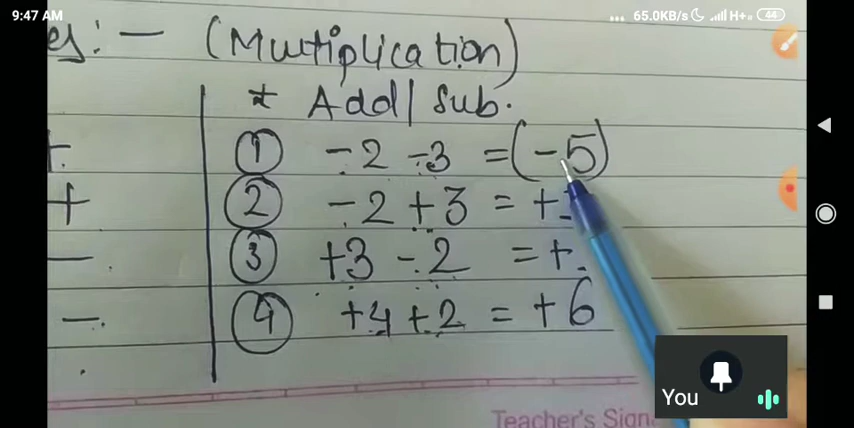 9:47 AM ... 65.0KB/s H+ 44
es: - (Multiplication)
* Add/Sub.
① -2 -3 = (-5)
+ ② -2 +3 = +
- ③ +3 -2 = +
- ④ +4 +2 = +6
You
Teacher's Sign